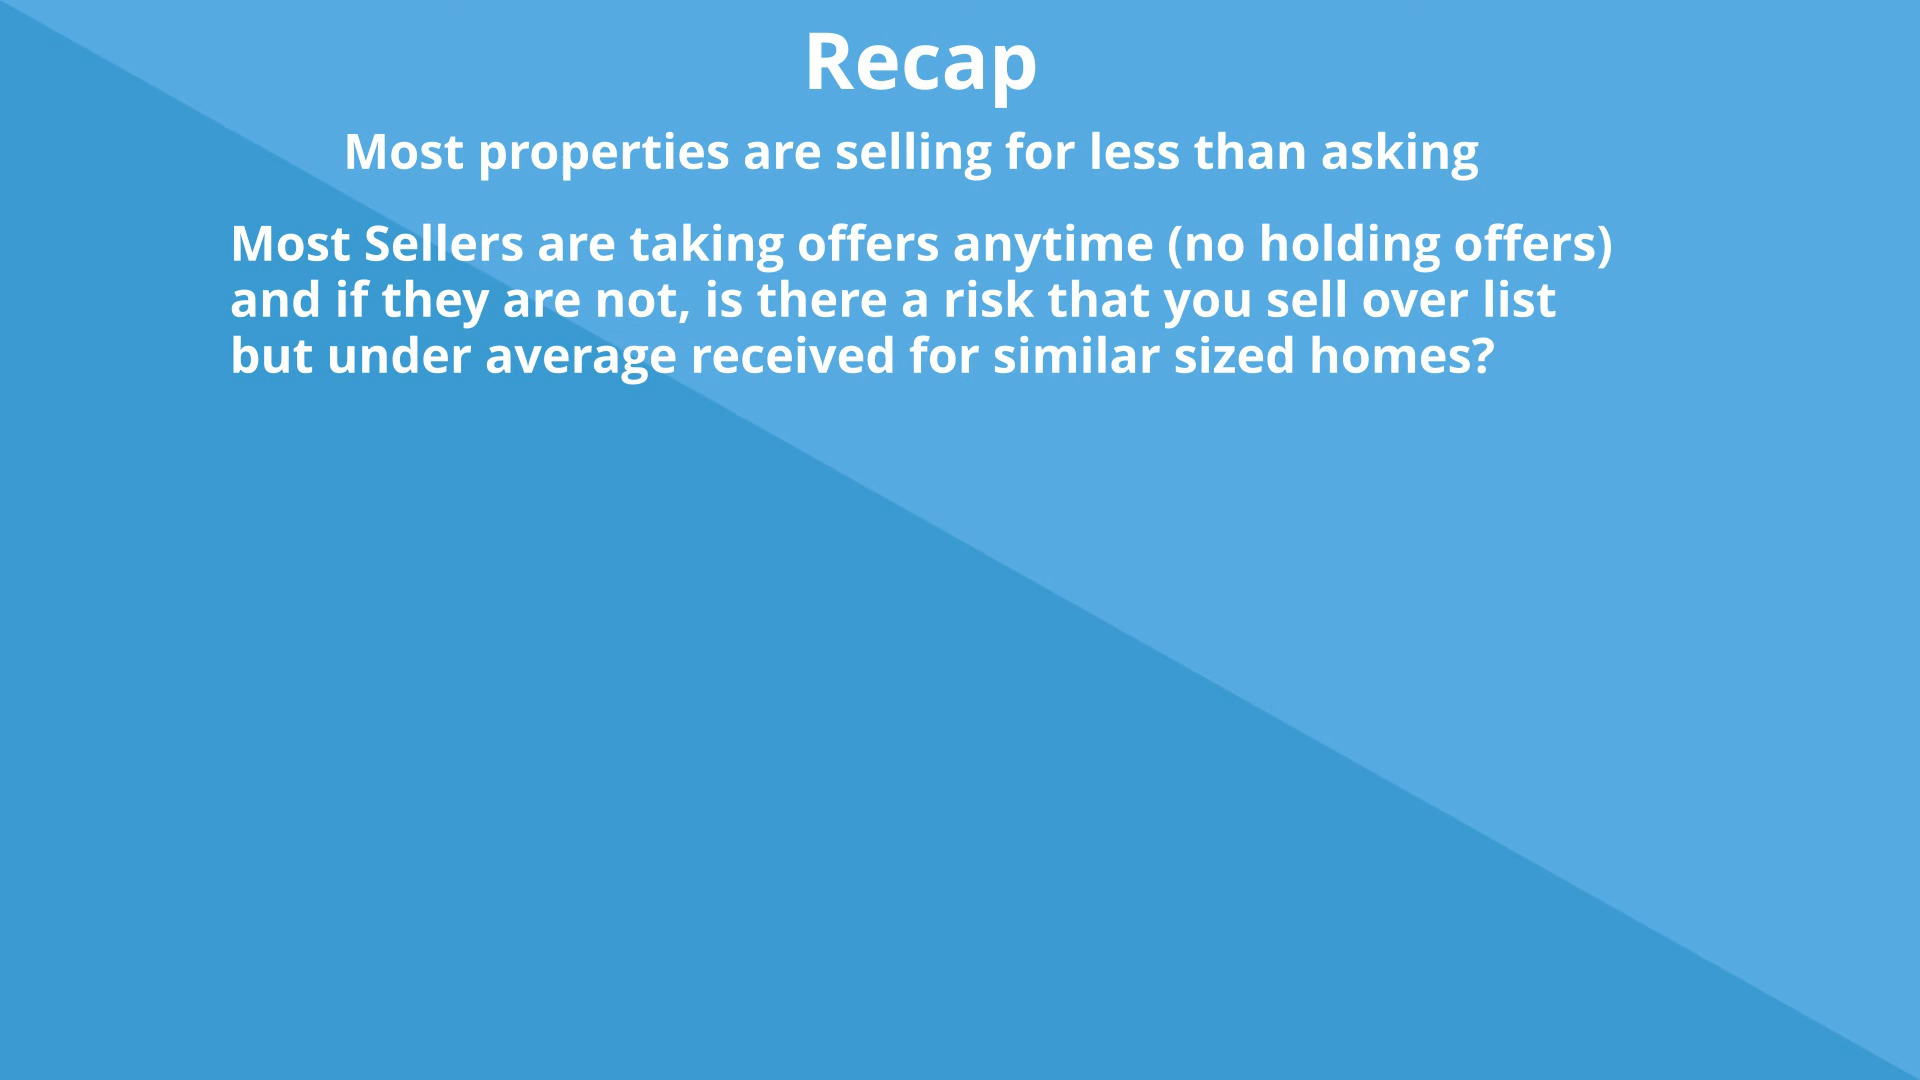 Recap
Most properties are selling for less than asking
Most Sellers are taking offers anytime (no holding offers)
and if they are not, is there a risk that you sell over list
but under average received for similar sized homes?